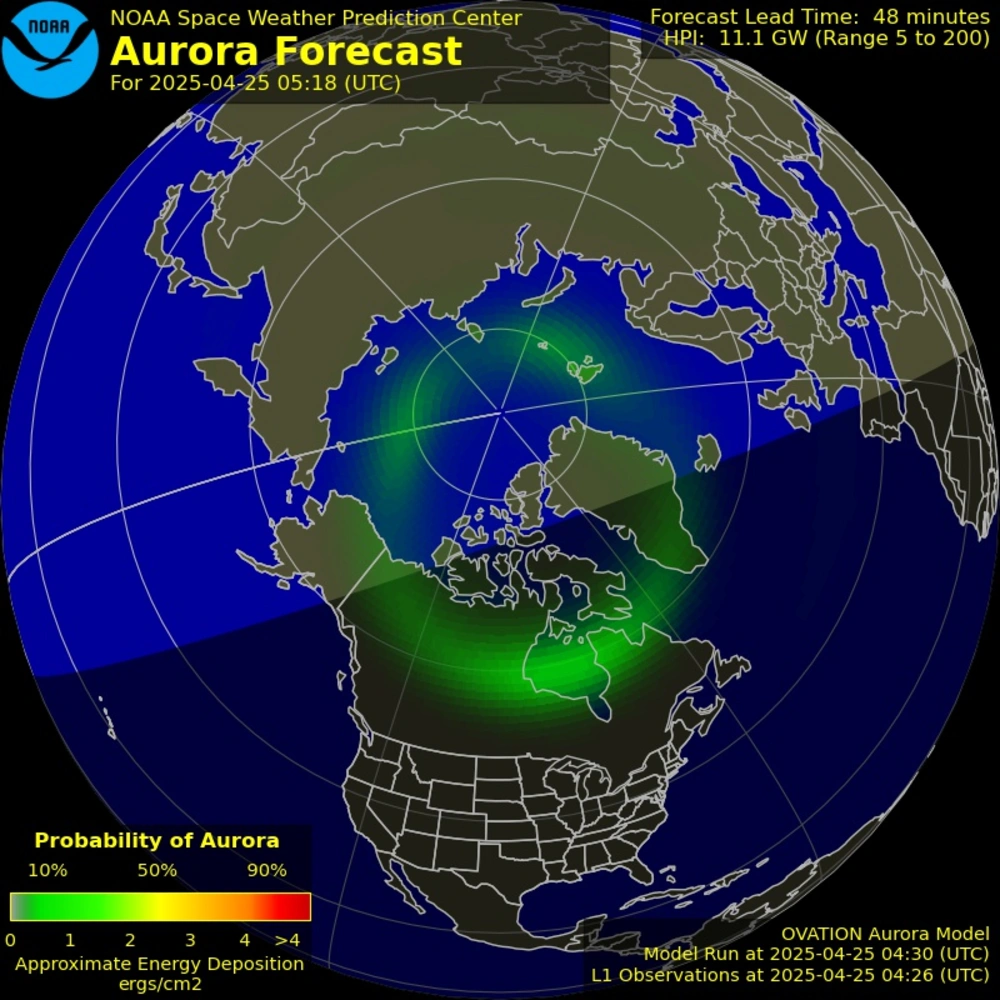 NOAA
NOAA Space Weather Prediction Center
Aurora Forecast
For 2025-04-25 05:18 (UTC)
Forecast Lead Time: 48 minutes
HPI: 11.1 GW (Range 5 to 200)
Probability of Aurora
10% 50% 90%
0 1 2 3 4 >4
Approximate Energy Deposition
ergs/cm2
OVATION Aurora Model
Model Run at 2025-04-25 04:30 (UTC)
L1 Observations at 2025-04-25 04:26 (UTC)